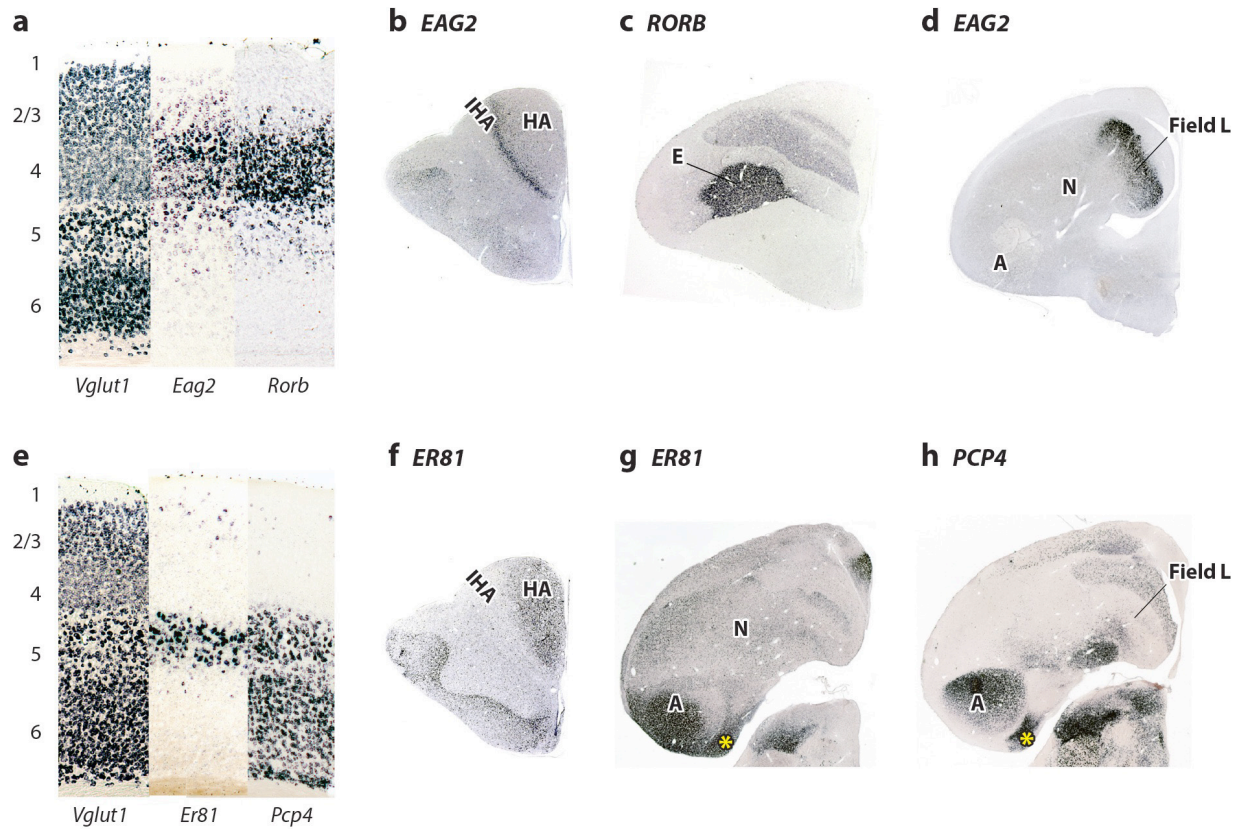 a
b EAG2
c RORB
d EAG2
1
2/3
4
5
6
Vglut1 Eag2 Rorb
IHA
HA
E
Field L
N
A
e
f ER81
g ER81
h PCP4
1
2/3
4
5
6
Vglut1 Er81 Pcp4
IHA
HA
N
A
*
Field L
A
*